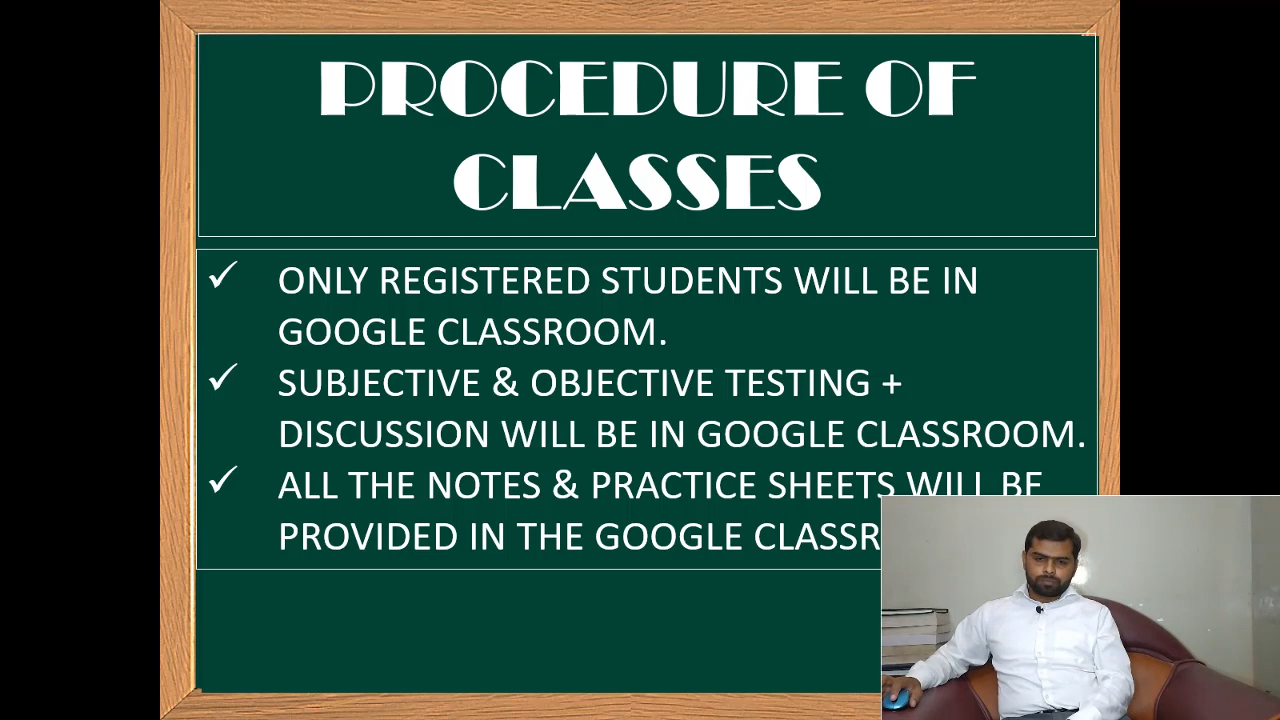 PROCEDURE OF
CLASSES
✓ ONLY REGISTERED STUDENTS WILL BE IN
GOOGLE CLASSROOM.
✓ SUBJECTIVE & OBJECTIVE TESTING +
DISCUSSION WILL BE IN GOOGLE CLASSROOM.
✓ ALL THE NOTES & PRACTICE SHEETS WILL BE
PROVIDED IN THE GOOGLE